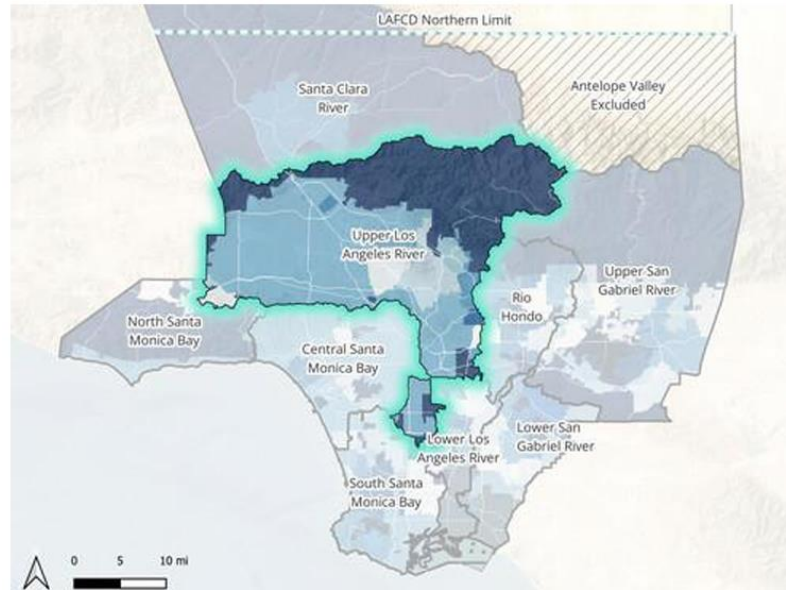 LAFCD Northern Limit
Santa Clara
River
Antelope Valley
Excluded
Upper Los
Angeles River
Upper San
Gabriel River
Rio
Hondo
North Santa
Monica Bay
Central Santa
Monica Bay
Lower San
Gabriel River
Lower Los
Angeles River
South Santa
Monica Bay
0 5 10 mi